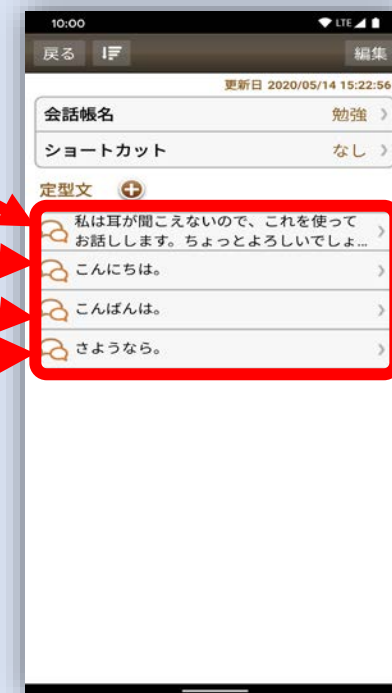 10:00 LTE
戻る 編集
更新日 2020/05/14 15:22:56
会話帳名 勉強
ショートカット なし
定型文
私は耳が聞こえないので、これを使って
お話しします。ちょっとよろしいでしょ...
こんにちは。
こんばんは。
さようなら。